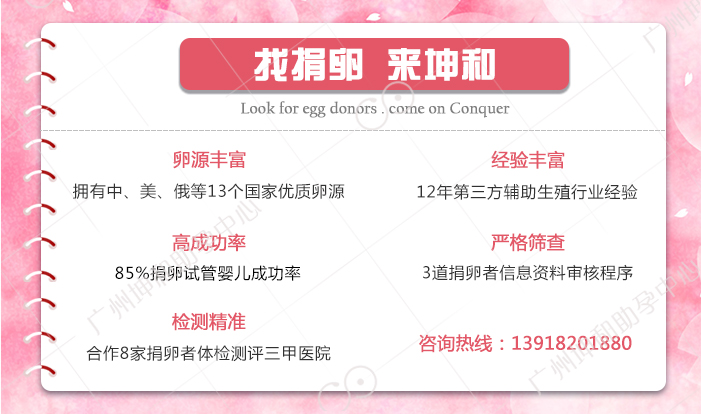 找捐卵 来坤和
Look for egg donors . come on Conquer
卵源丰富
拥有中、美、俄等13个国家优质卵源
经验丰富
12年第三方辅助生殖行业经验
高成功率
85%捐卵试管婴儿成功率
严格筛查
3道捐卵者信息资料审核程序
检测精准
合作8家捐卵者体检测评三甲医院
咨询热线：13918201880
广州坤和助孕中心
广州坤和助孕中心